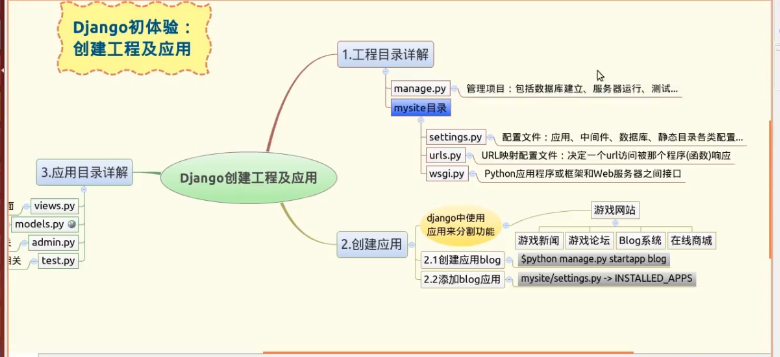 Django初体验：
创建工程及应用
1.工程目录详解
manage.py
管理项目：包括数据库建立、服务器运行、测试...
mysite目录
settings.py
配置文件：应用、中间件、数据库、静态目录各类配置...
urls.py
URL映射配置文件：决定一个url访问被那个程序(函数)响应
wsgi.py
Python应用程序或框架和Web服务器之间接口
Django创建工程及应用
2.创建应用
django中使用
应用来分割功能
游戏网站
游戏新闻
游戏论坛
Blog系统
在线商城
2.1创建应用blog
$python manage.py startapp blog
2.2添加blog应用
mysite/settings.py -> INSTALLED_APPS
3.应用目录详解
views.py
models.py
admin.py
相关
test.py